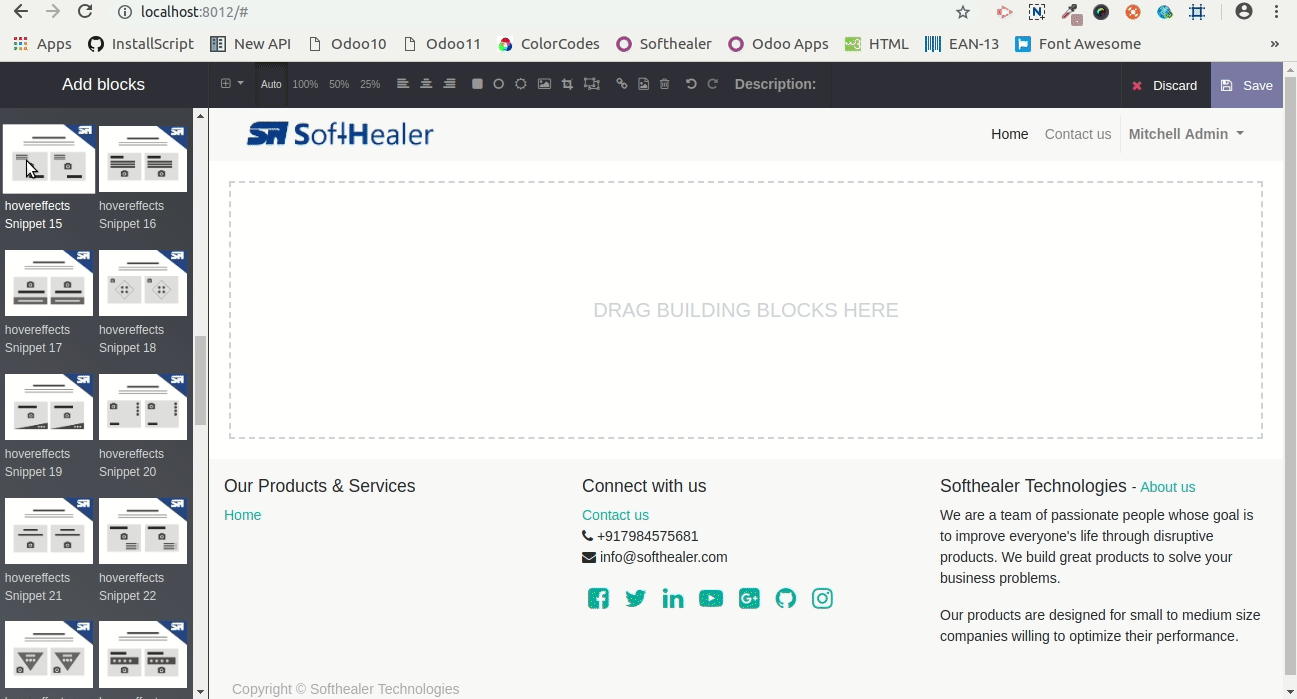 localhost:8012/#
Apps InstallScript New API Odoo10 Odoo11 ColorCodes Softhealer Odoo Apps HTML EAN-13 Font Awesome »
Add blocks
Auto 100% 50% 25% Description: Discard Save
SoftHealer
Home Contact us Mitchell Admin
hovereffects Snippet 15
hovereffects Snippet 16
hovereffects Snippet 17
hovereffects Snippet 18
hovereffects Snippet 19
hovereffects Snippet 20
hovereffects Snippet 21
hovereffects Snippet 22
DRAG BUILDING BLOCKS HERE
Our Products & Services
Home
Connect with us
Contact us
+917984575681
info@softhealer.com
Softhealer Technologies - About us
We are a team of passionate people whose goal is
to improve everyone's life through disruptive
products. We build great products to solve your
business problems.
Our products are designed for small to medium size
companies willing to optimize their performance.
Copyright © Softhealer Technologies